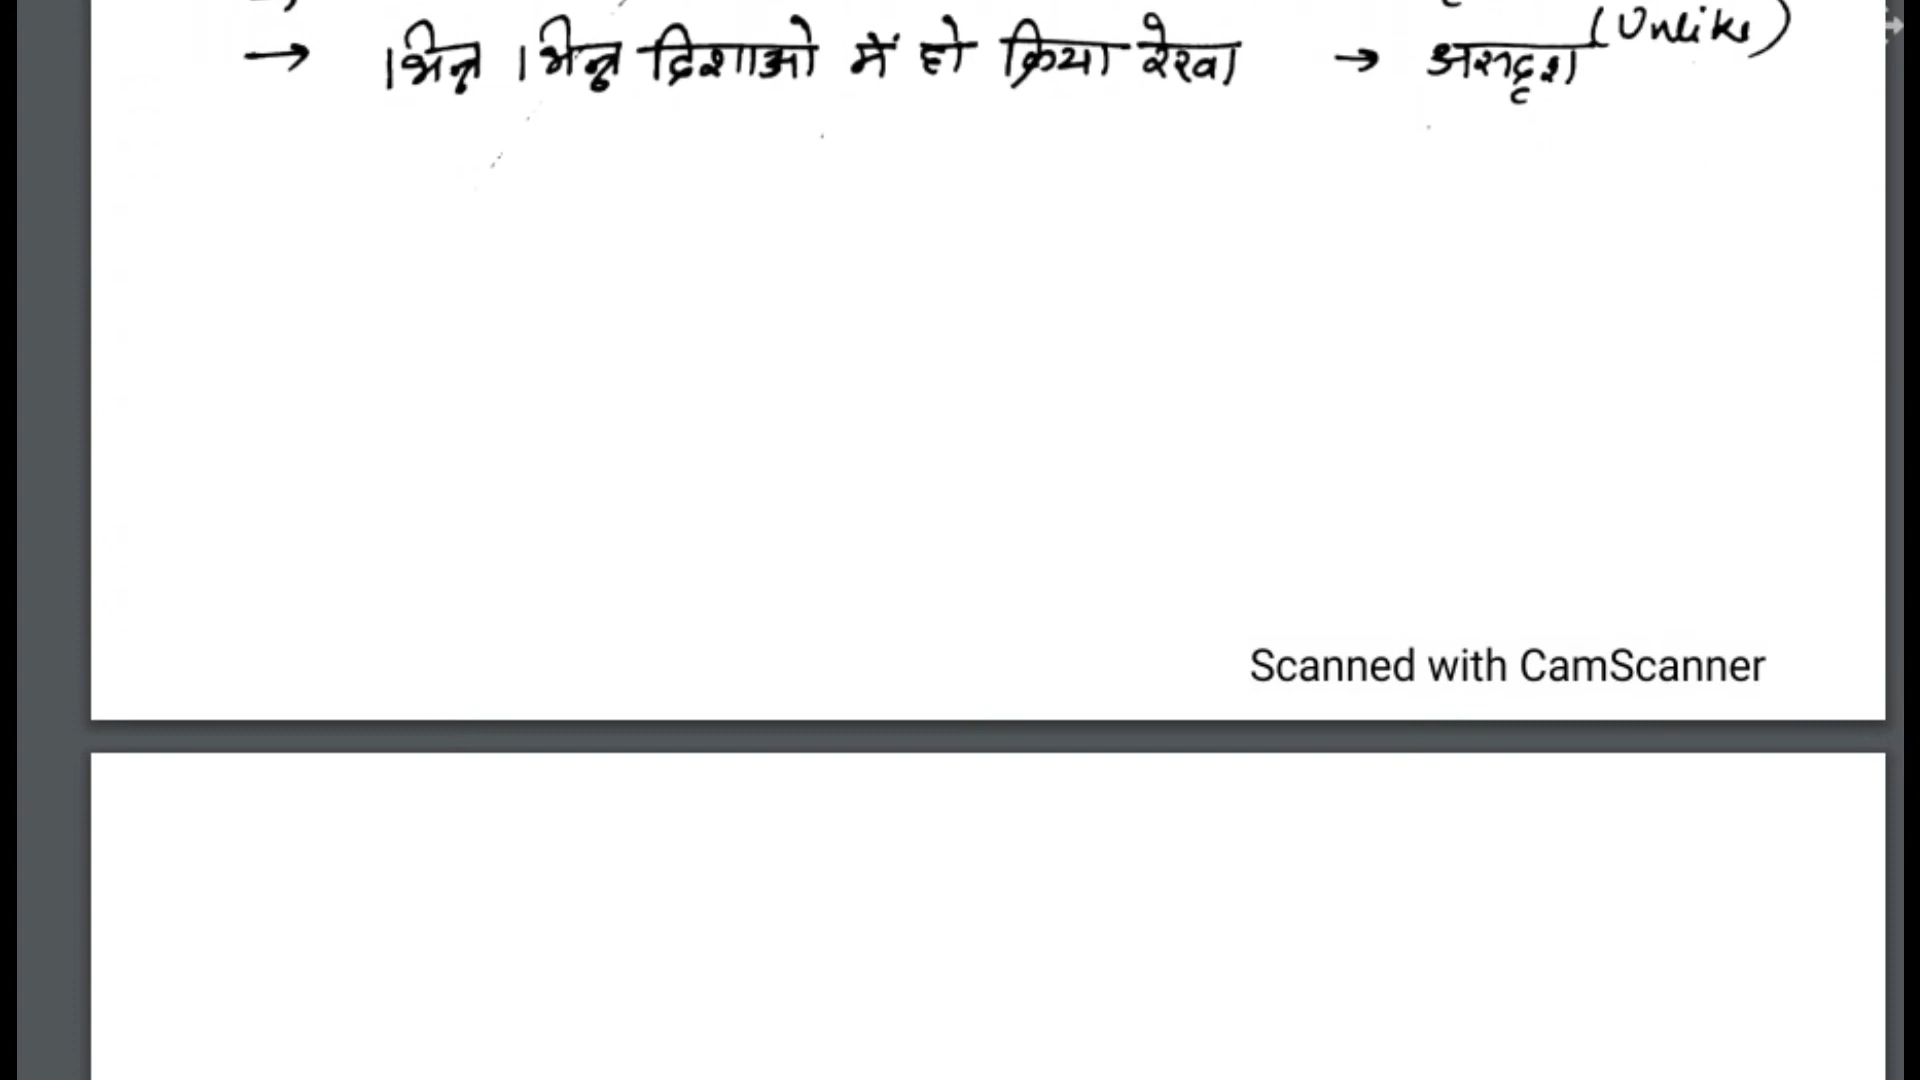 → भिन्न भिन्न दिशाओ में हो क्रिया रेखा → असदृश (Unlike)
Scanned with CamScanner